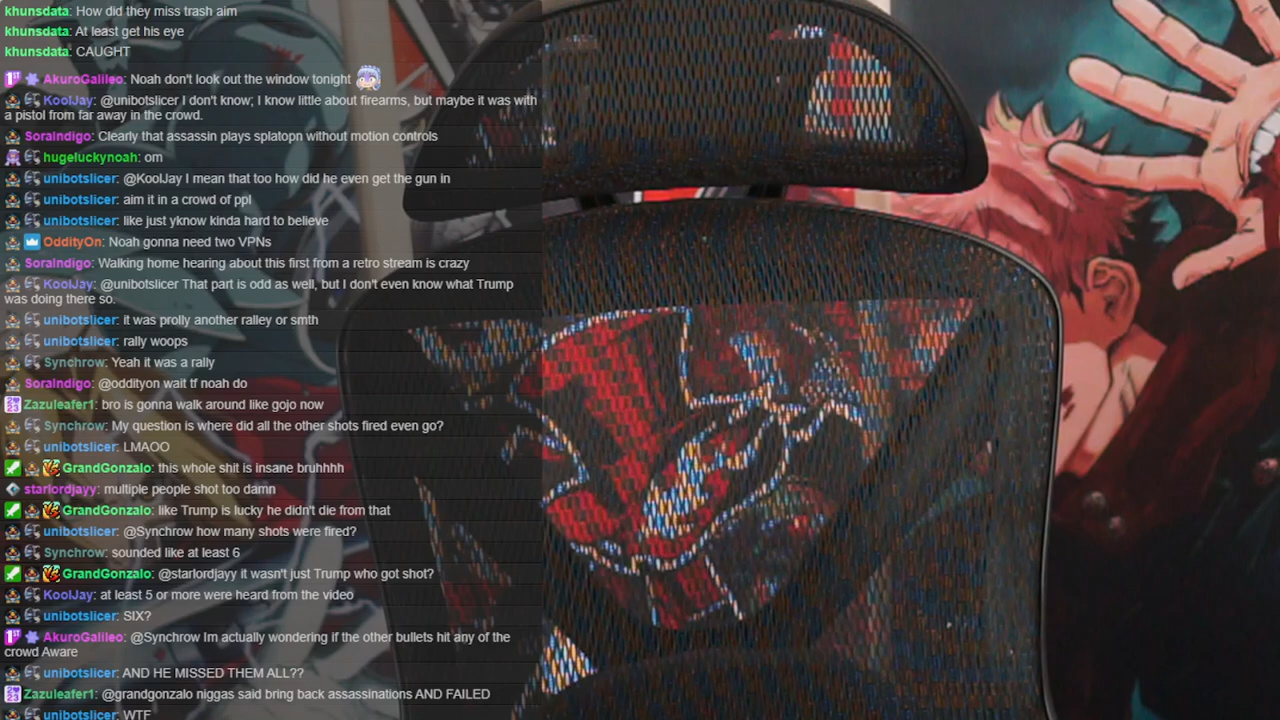 khunsdata: How did they miss trash aim
khunsdata: At least get his eye
khunsdata: CAUGHT
AkuroGalileo: Noah don't look out the window tonight
KoolJay: @unibotslicer I don't know; I know little about firearms, but maybe it was with
a pistol from far away in the crowd.
SoraIndigo: Clearly that assassin plays splatopn without motion controls
hugeluckynoah: om
unibotslicer: @KoolJay I mean that too how did he even get the gun in
unibotslicer: aim it in a crowd of ppl
unibotslicer: like just yknow kinda hard to believe
OddityOn: Noah gonna need two VPNs
SoraIndigo: Walking home hearing about this first from a retro stream is crazy
KoolJay: @unibotslicer That part is odd as well, but I don't even know what Trump
was doing there so.
unibotslicer: it was prolly another ralley or smth
unibotslicer: rally woops
Synchrow: Yeah it was a rally
SoraIndigo: @oddityon wait tf noah do
Zazuleafer1: bro is gonna walk around like gojo now
Synchrow: My question is where did all the other shots fired even go?
unibotslicer: LMAOO
GrandGonzalo: this whole shit is insane bruhhhh
starlordjayy: multiple people shot too damn
GrandGonzalo: like Trump is lucky he didn't die from that
unibotslicer: @Synchrow how many shots were fired?
Synchrow: sounded like at least 6
GrandGonzalo: @starlordjayy it wasn't just Trump who got shot?
KoolJay: at least 5 or more were heard from the video
unibotslicer: SIX?
AkuroGalileo: @Synchrow Im actually wondering if the other bullets hit any of the
crowd Aware
unibotslicer: AND HE MISSED THEM ALL??
Zazuleafer1: @grandgonzalo niggas said bring back assassinations AND FAILED
unibotslicer: WTF